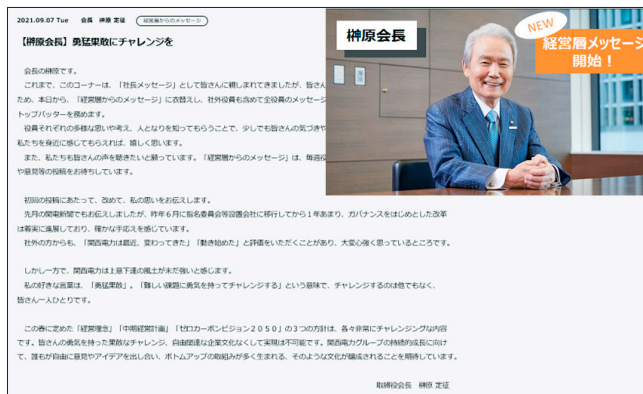 2021.09.07 Tue 会長 榊原 定征 経営層からのメッセージ
【榊原会長】勇猛果敢にチャレンジを
榊原会長
NEW
経営層メッセージ
開始！
会長の榊原です。
これまで、このコーナーは、「社長メッセージ」として皆さんに親しまれてきましたが、皆さん
ため、本日から、「経営層からのメッセージ」に衣替えし、社外役員も含めて全役員のメッセージ
トップバッターを務めます。
役員それぞれの多様な思いや考え、人となりを知ってもらうことで、少しでも皆さんの気づきや
私たちを身近に感じてもらえれば、嬉しく思います。
また、私たちも皆さんの声を聴きたいと願っています。「経営層からのメッセージ」は、毎週役
や意見等の投稿をお待ちしています。
初回の投稿にあたって、改めて、私の思いをお伝えします。
先月の関電新聞でもお伝えしましたが、昨年６月に指名委員会等設置会社に移行してから１年あまり、ガバナンスをはじめとした改革
は着実に進展しており、確かな手応えを感じています。
社外の方からも、「関西電力は最近、変わってきた」「動き始めた」と評価をいただくことがあり、大変心強く思っているところです。
しかし一方で、関西電力は上意下達の風土が未だ強いと感じます。
私の好きな言葉は、「勇猛果敢」。「難しい課題に勇気を持ってチャレンジする」という意味で、チャレンジするのは他でもなく、
皆さん一人ひとりです。
この春に定めた「経営理念」「中期経営計画」「ゼロカーボンビジョン２０５０」の３つの方針は、各々非常にチャレンジングな内容
です。皆さんの勇気を持った果敢なチャレンジ、自由闊達な企業文化なくして実現は不可能です。関西電力グループの持続的成長に向け
て、誰もが自由に意見やアイデアを出し合い、ボトムアップの取組みが多く生まれる、そのような文化が醸成されることを期待しています。
取締役会長 榊原 定征